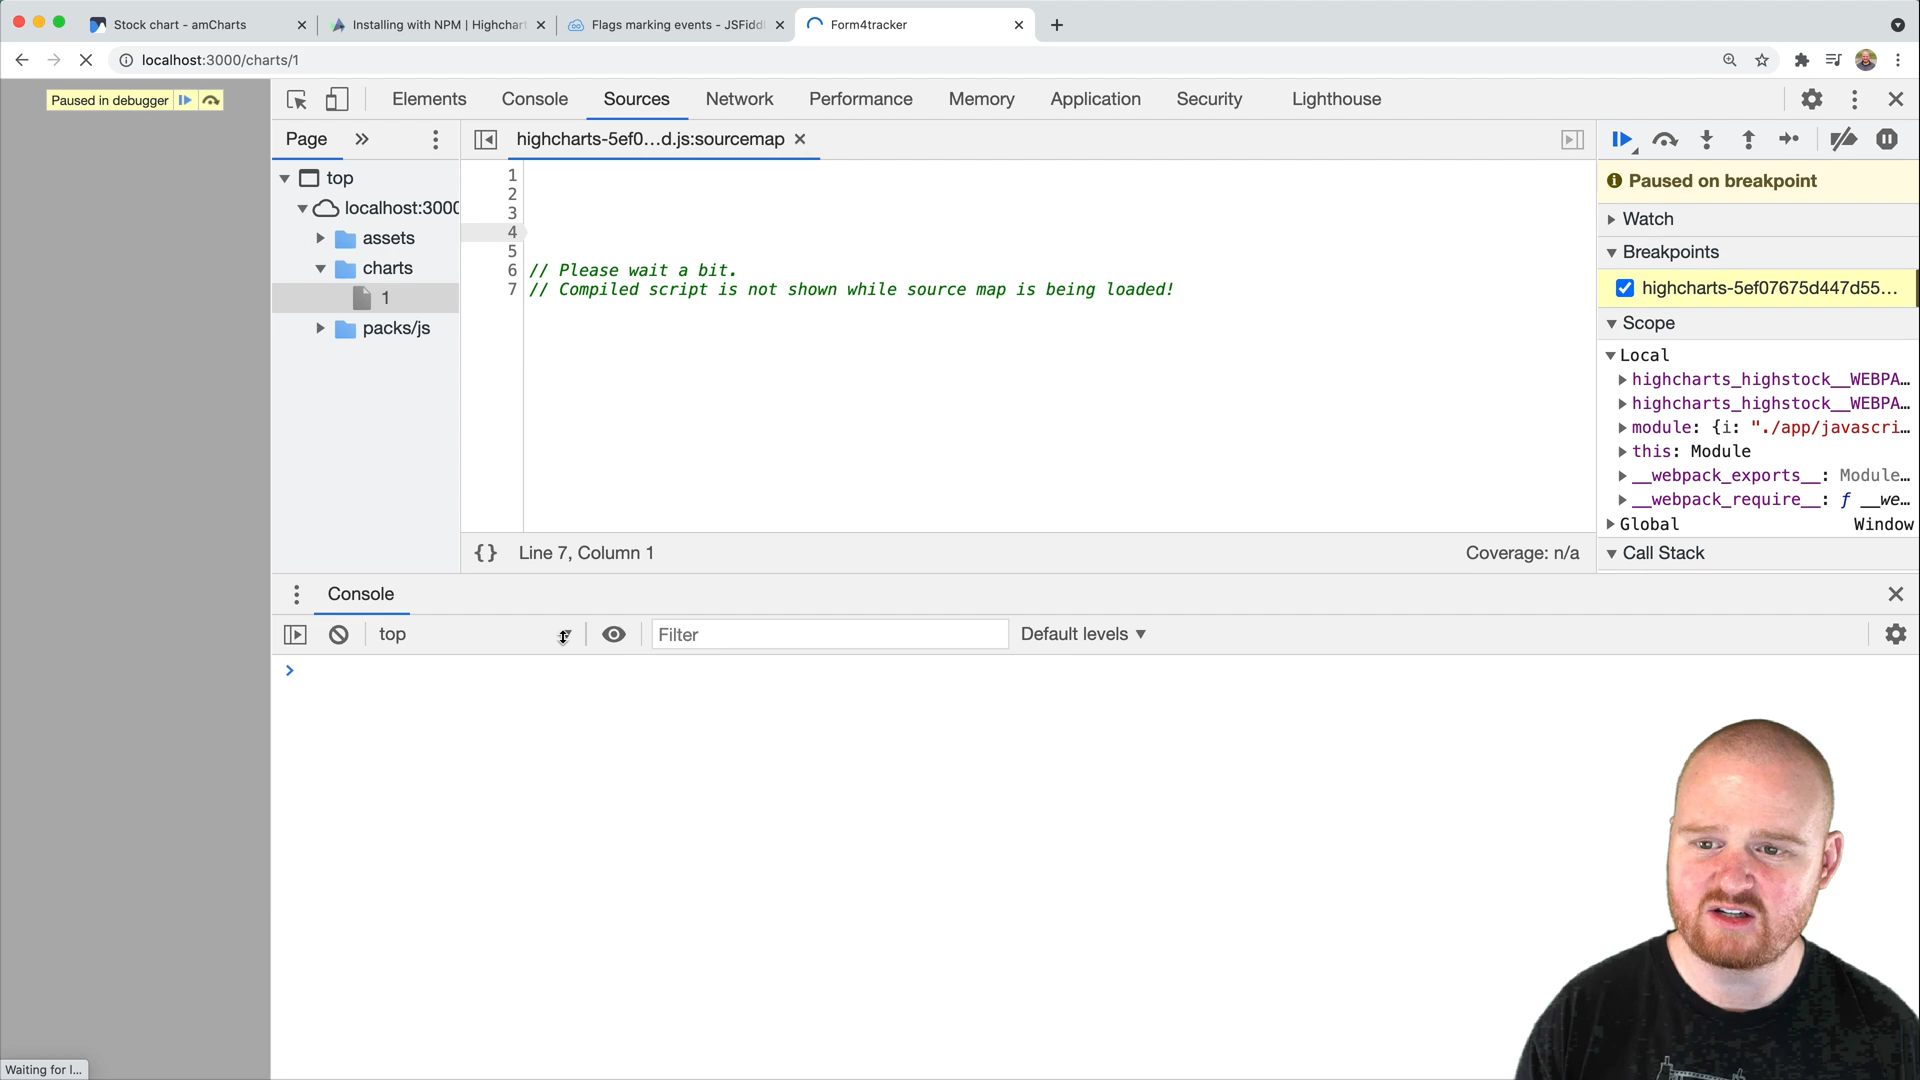 Stock chart - amCharts
Installing with NPM | Highchar
Flags marking events - JSFiddl
Form4tracker
localhost:3000/charts/1
Paused in debugger
Elements
Console
Sources
Network
Performance
Memory
Application
Security
Lighthouse
Page
highcharts-5ef0...d.js:sourcemap
top
localhost:3000
assets
charts
1
packs/js
1
2
3
4
5
6 // Please wait a bit.
7 // Compiled script is not shown while source map is being loaded!
{} Line 7, Column 1
Coverage: n/a
Paused on breakpoint
Watch
Breakpoints
highcharts-5ef07675d447d55...
Scope
Local
highcharts_highstock__WEBPA...
highcharts_highstock__WEBPA...
module: {i: "./app/javascri...
this: Module
__webpack_exports__: Module...
__webpack_require__: ƒ __we...
Global Window
Call Stack
Console
top
Filter
Default levels
Waiting for l...